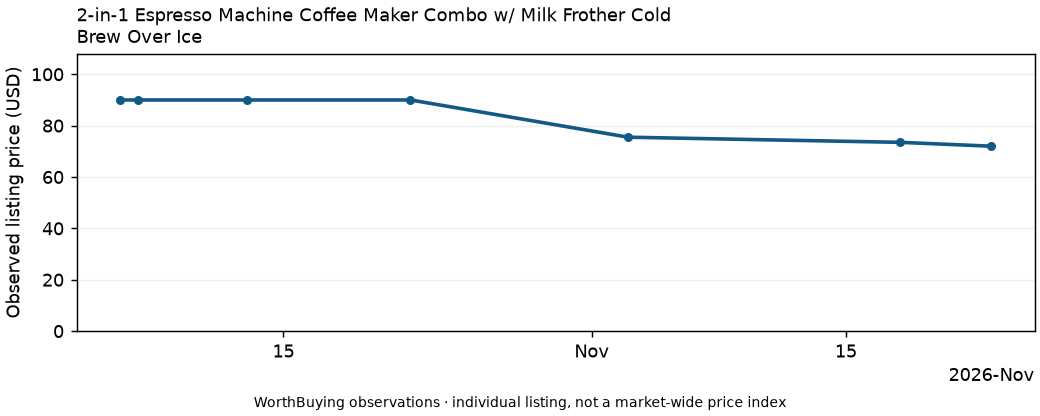 2-in-1 Espresso Machine Coffee Maker Combo w/ Milk Frother Cold
Brew Over Ice
Observed listing price (USD)
100
80
60
40
20
0
15
Nov
15
2026-Nov
WorthBuying observations · individual listing, not a market-wide price index